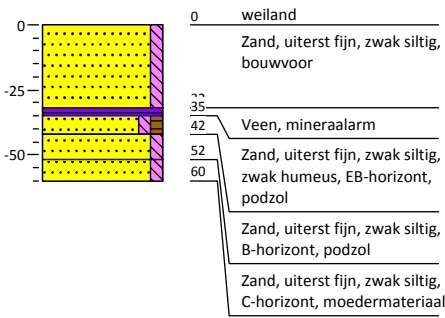 0
0
weiland
Zand, uiterst fijn, zwak siltig,
bouwvoor
-25
35
Veen, mineraalarm
42
Zand, uiterst fijn, zwak siltig,
zwak humeus, EB-horizont,
podzol
-50
52
60
Zand, uiterst fijn, zwak siltig,
B-horizont, podzol
Zand, uiterst fijn, zwak siltig,
C-horizont, moedermateriaal